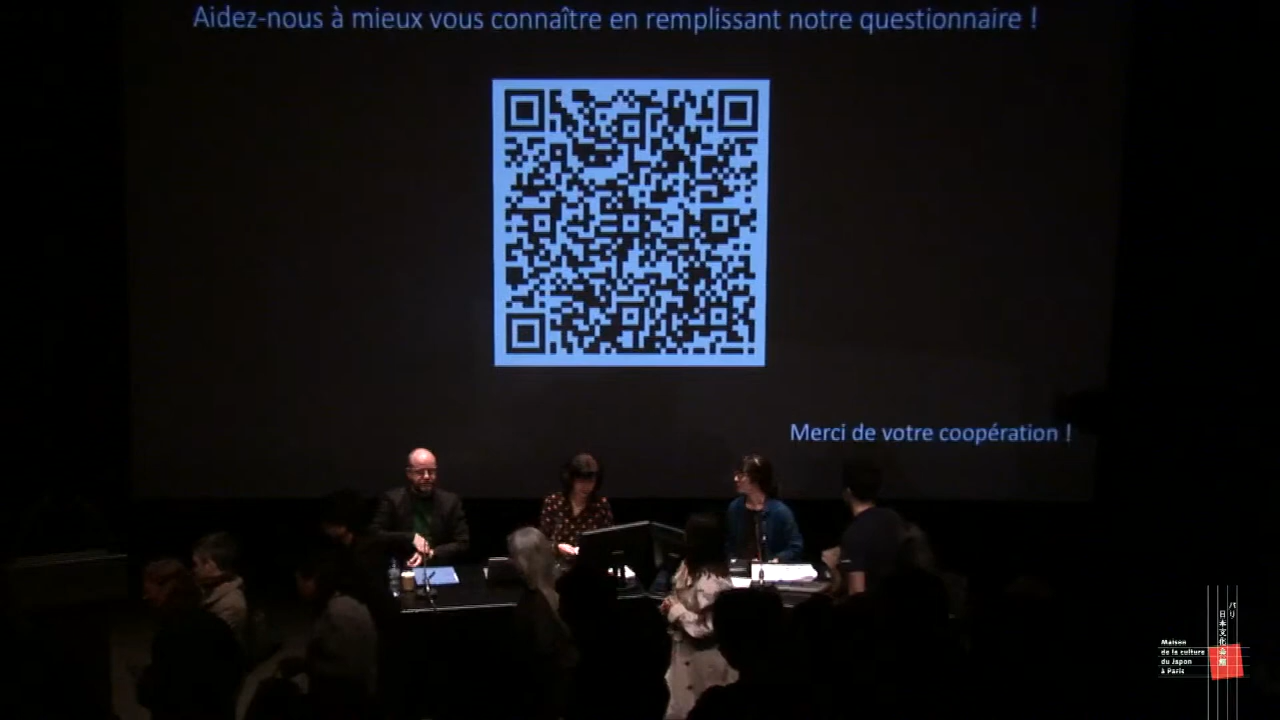 Aidez-nous à mieux vous connaître en remplissant notre questionnaire !
Merci de votre coopération !
パリ
日本文化会館
Maison
de la culture
du Japon
à Paris